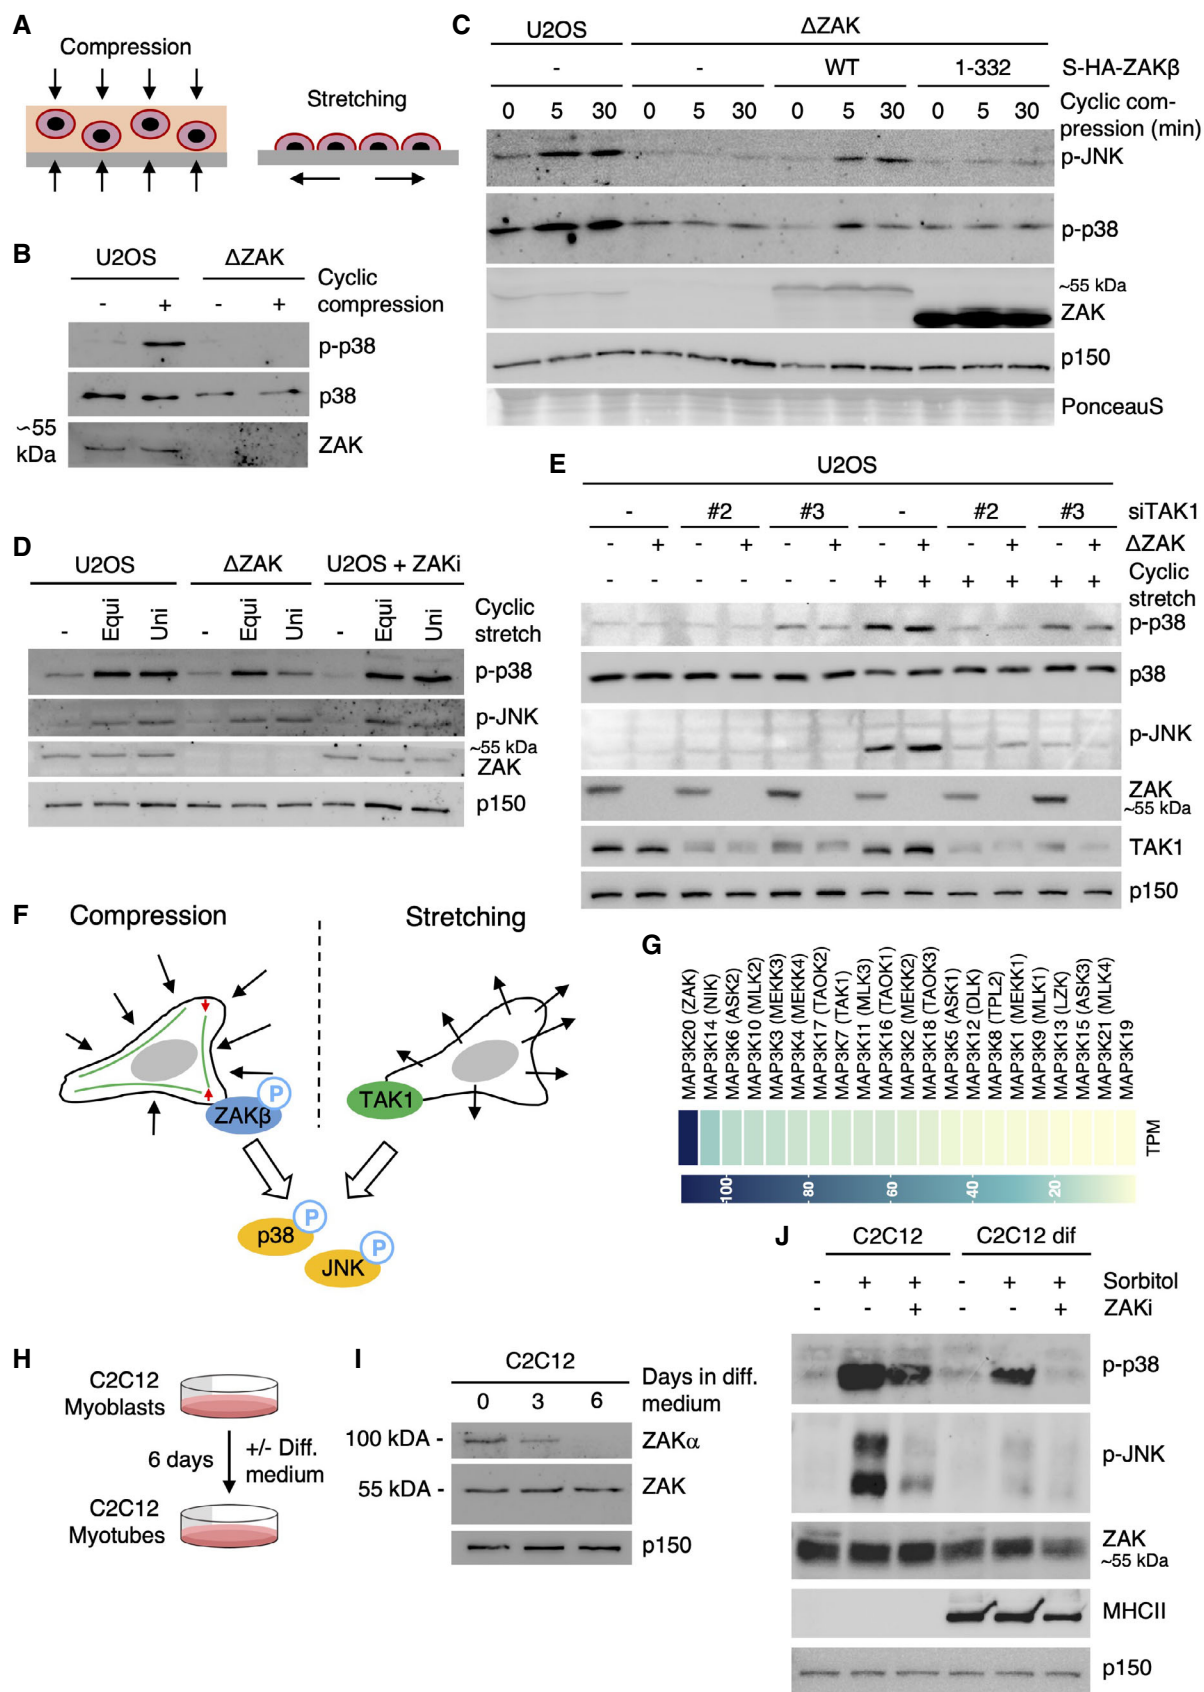 A
Compression
Stretching
B
U2OS ΔZAK
- + - + Cyclic compression
p-p38
p38
~55 kDa
ZAK
C
U2OS ΔZAK
- - WT 1-332 S-HA-ZAKβ
0 5 30 0 5 30 0 5 30 0 5 30 Cyclic com-
pression (min)
p-JNK
p-p38
~55 kDa
ZAK
p150
PonceauS
D
U2OS ΔZAK U2OS + ZAKi
- Equi Uni - Equi Uni - Equi Uni Cyclic stretch
p-p38
p-JNK
~55 kDa
ZAK
p150
E
U2OS
- #2 #3 - #2 #3 siTAK1
- + - + - + - + - + - + ΔZAK
- - - - - - + + + + + + Cyclic stretch
p-p38
p38
p-JNK
ZAK
~55 kDa
TAK1
p150
F
Compression Stretching
ZAKβ P
TAK1
p38 P
JNK P
G
MAP3K20 (ZAK)
MAP3K14 (NIK)
MAP3K6 (ASK2)
MAP3K10 (MLK2)
MAP3K3 (MEKK3)
MAP3K4 (MEKK4)
MAP3K17 (TAOK2)
MAP3K7 (TAK1)
MAP3K11 (MLK3)
MAP3K16 (TAOK1)
MAP3K2 (MEKK2)
MAP3K18 (TAOK3)
MAP3K5 (ASK1)
MAP3K12 (DLK)
MAP3K8 (TPL2)
MAP3K1 (MEKK1)
MAP3K9 (MLK1)
MAP3K13 (LZK)
MAP3K15 (ASK3)
MAP3K21 (MLK4)
MAP3K19
TPM
100 80 60 40 20
H
C2C12
Myoblasts
6 days +/- Diff. medium
C2C12
Myotubes
I
C2C12
0 3 6 Days in diff. medium
100 kDA - ZAKα
55 kDA - ZAK
p150
J
C2C12 C2C12 dif
- + + - + + Sorbitol
- - + - - + ZAKi
p-p38
p-JNK
ZAK
~55 kDa
MHCII
p150